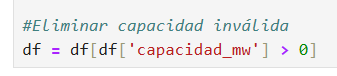 #Eliminar capacidad inválida
df = df[df['capacidad_mw'] > 0]